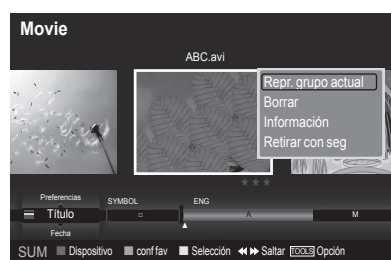 Movie
ABC.avi
Repr. grupo actual
Borrar
Información
Retirar con seg
Preferencias
SYMBOL ENG
Título A M
Fecha
SUM Dispositivo conf fav Selección Saltar TOOLS Opción